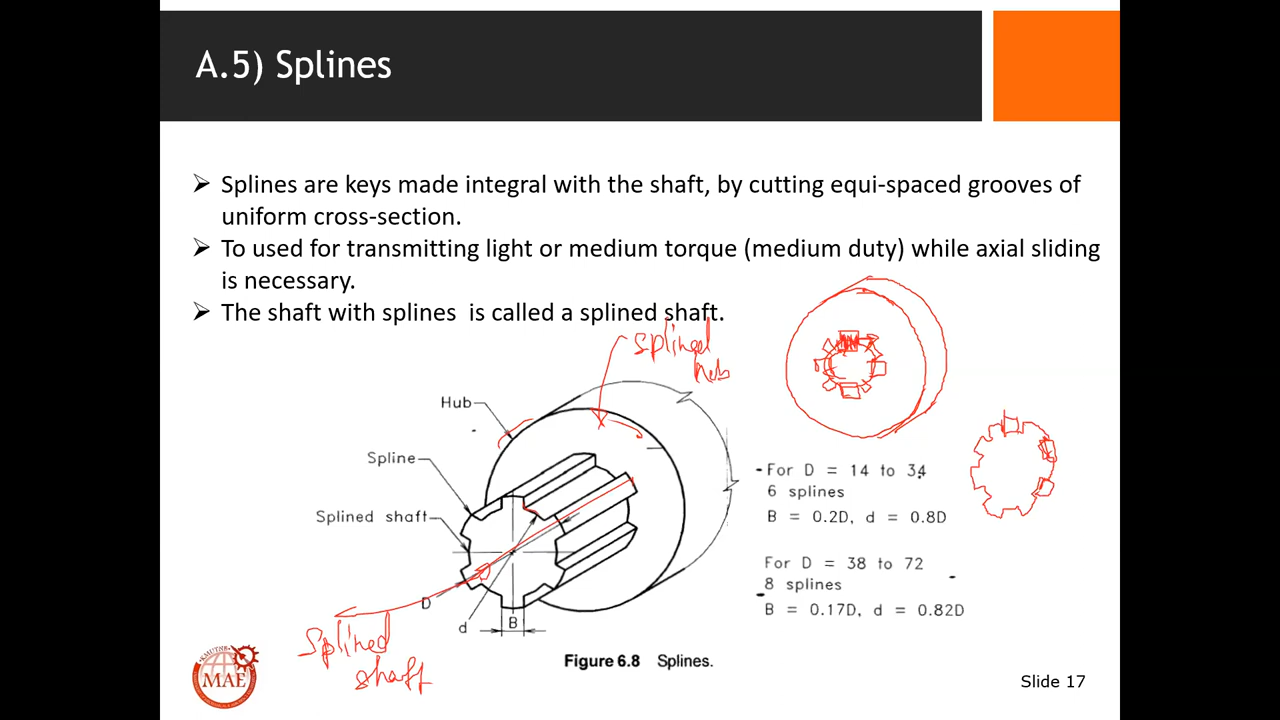 A.5) Splines
➢ Splines are keys made integral with the shaft, by cutting equi-spaced grooves of
uniform cross-section.
➢ To used for transmitting light or medium torque (medium duty) while axial sliding
is necessary.
➢ The shaft with splines is called a splined shaft.
splined
hub
Hub
Spline
Splined shaft
For D = 14 to 34
6 splines
B = 0.2D, d = 0.8D
For D = 38 to 72
8 splines
B = 0.17D, d = 0.82D
D
d
B
Splined
shaft
Figure 6.8 Splines.
KMUTNB
MAE
Slide 17